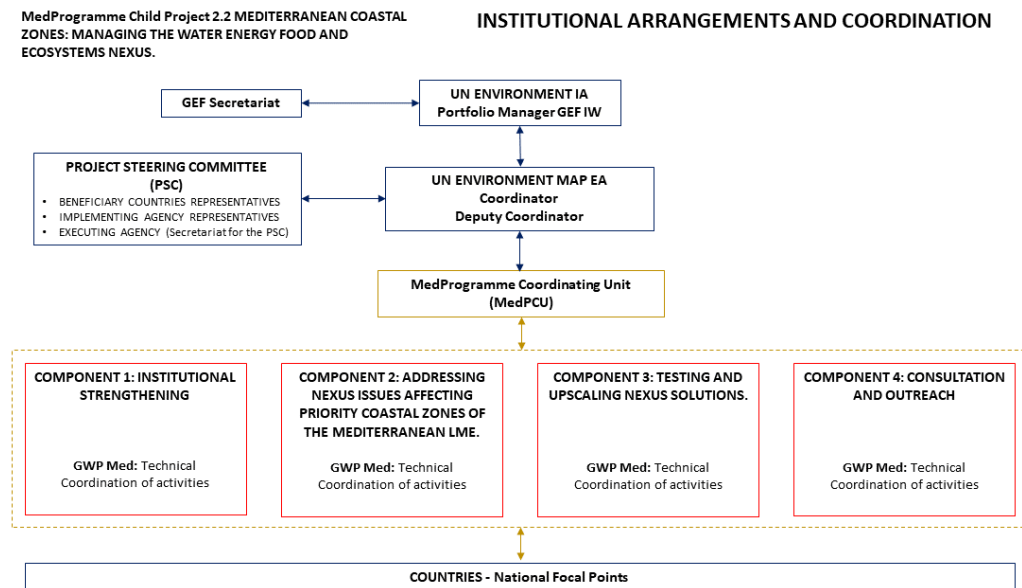 MedProgramme Child Project 2.2 MEDITERRANEAN COASTAL
ZONES: MANAGING THE WATER ENERGY FOOD AND
ECOSYSTEMS NEXUS.
INSTITUTIONAL ARRANGEMENTS AND COORDINATION
GEF Secretariat
UN ENVIRONMENT IA
Portfolio Manager GEF IW
PROJECT STEERING COMMITTEE
(PSC)
• BENEFICIARY COUNTRIES REPRESENTATIVES
• IMPLEMENTING AGENCY REPRESENTATIVES
• EXECUTING AGENCY (Secretariat for the PSC)
UN ENVIRONMENT MAP EA
Coordinator
Deputy Coordinator
MedProgramme Coordinating Unit
(MedPCU)
COMPONENT 1: INSTITUTIONAL
STRENGTHENING
GWP Med: Technical
Coordination of activities
COMPONENT 2: ADDRESSING
NEXUS ISSUES AFFECTING
PRIORITY COASTAL ZONES OF
THE MEDITERRANEAN LME.
GWP Med: Technical
Coordination of activities
COMPONENT 3: TESTING AND
UPSCALING NEXUS SOLUTIONS.
GWP Med: Technical
Coordination of activities
COMPONENT 4: CONSULTATION
AND OUTREACH
GWP Med: Technical
Coordination of activities
COUNTRIES - National Focal Points